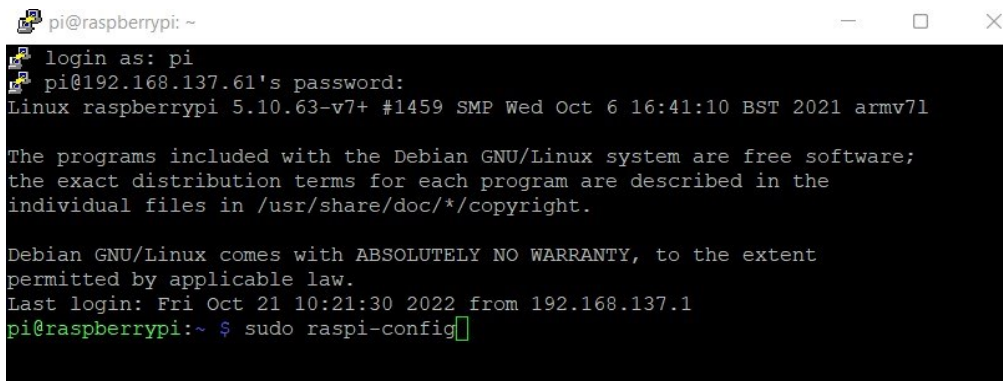 pi@raspberrypi: ~
login as: pi
pi@192.168.137.61's password:
Linux raspberrypi 5.10.63-v7+ #1459 SMP Wed Oct 6 16:41:10 BST 2021 armv7l
The programs included with the Debian GNU/Linux system are free software;
the exact distribution terms for each program are described in the
individual files in /usr/share/doc/*/copyright.
Debian GNU/Linux comes with ABSOLUTELY NO WARRANTY, to the extent
permitted by applicable law.
Last login: Fri Oct 21 10:21:30 2022 from 192.168.137.1
pi@raspberrypi:~ $ sudo raspi-config